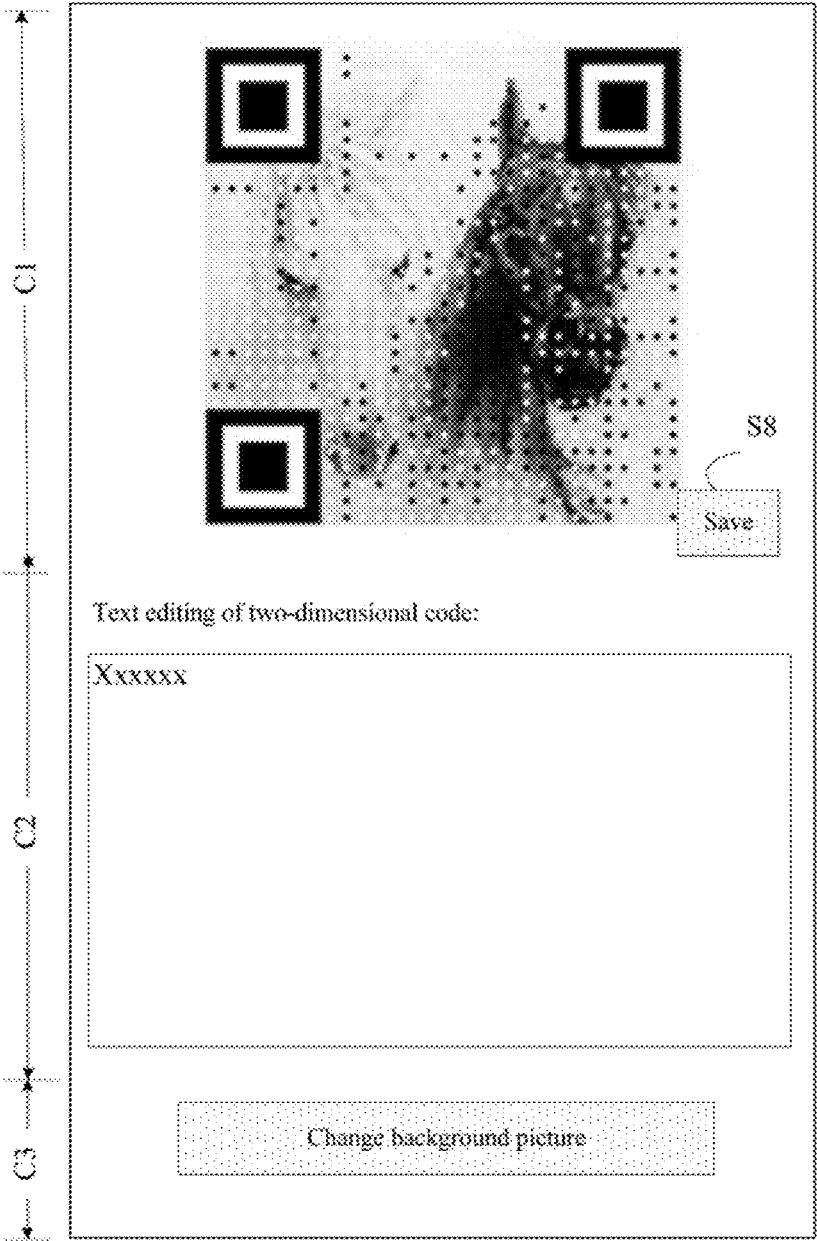 C1
S8
Save
Text editing of two-dimensional code:
Xxxxxx
C2
Change background picture
C3